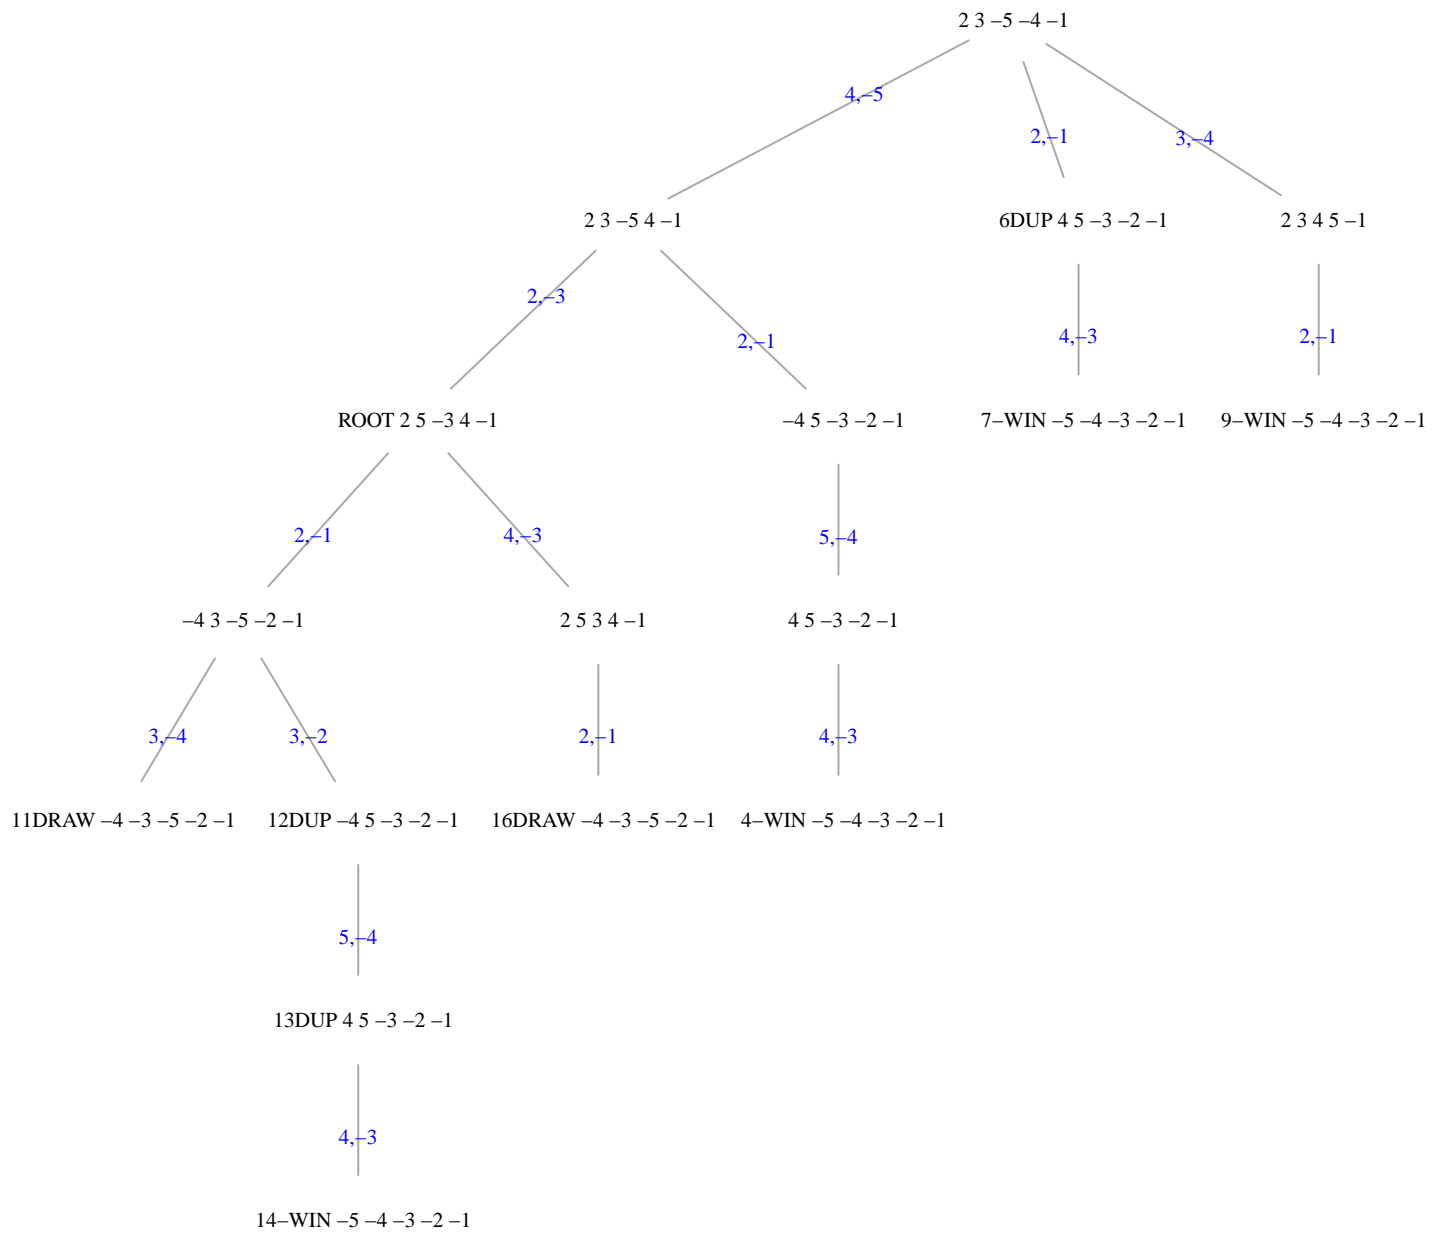 2 3 –5 –4 –1
4,–5
2,–1
3,–4
2 3 –5 4 –1
6DUP 4 5 –3 –2 –1
2 3 4 5 –1
2,–3
2,–1
4,–3
2,–1
ROOT 2 5 –3 4 –1
–4 5 –3 –2 –1
7–WIN –5 –4 –3 –2 –1
9–WIN –5 –4 –3 –2 –1
2,–1
4,–3
5,–4
–4 3 –5 –2 –1
2 5 3 4 –1
4 5 –3 –2 –1
3,–4
3,–2
2,–1
4,–3
11DRAW –4 –3 –5 –2 –1
12DUP –4 5 –3 –2 –1
16DRAW –4 –3 –5 –2 –1
4–WIN –5 –4 –3 –2 –1
5,–4
13DUP 4 5 –3 –2 –1
4,–3
14–WIN –5 –4 –3 –2 –1